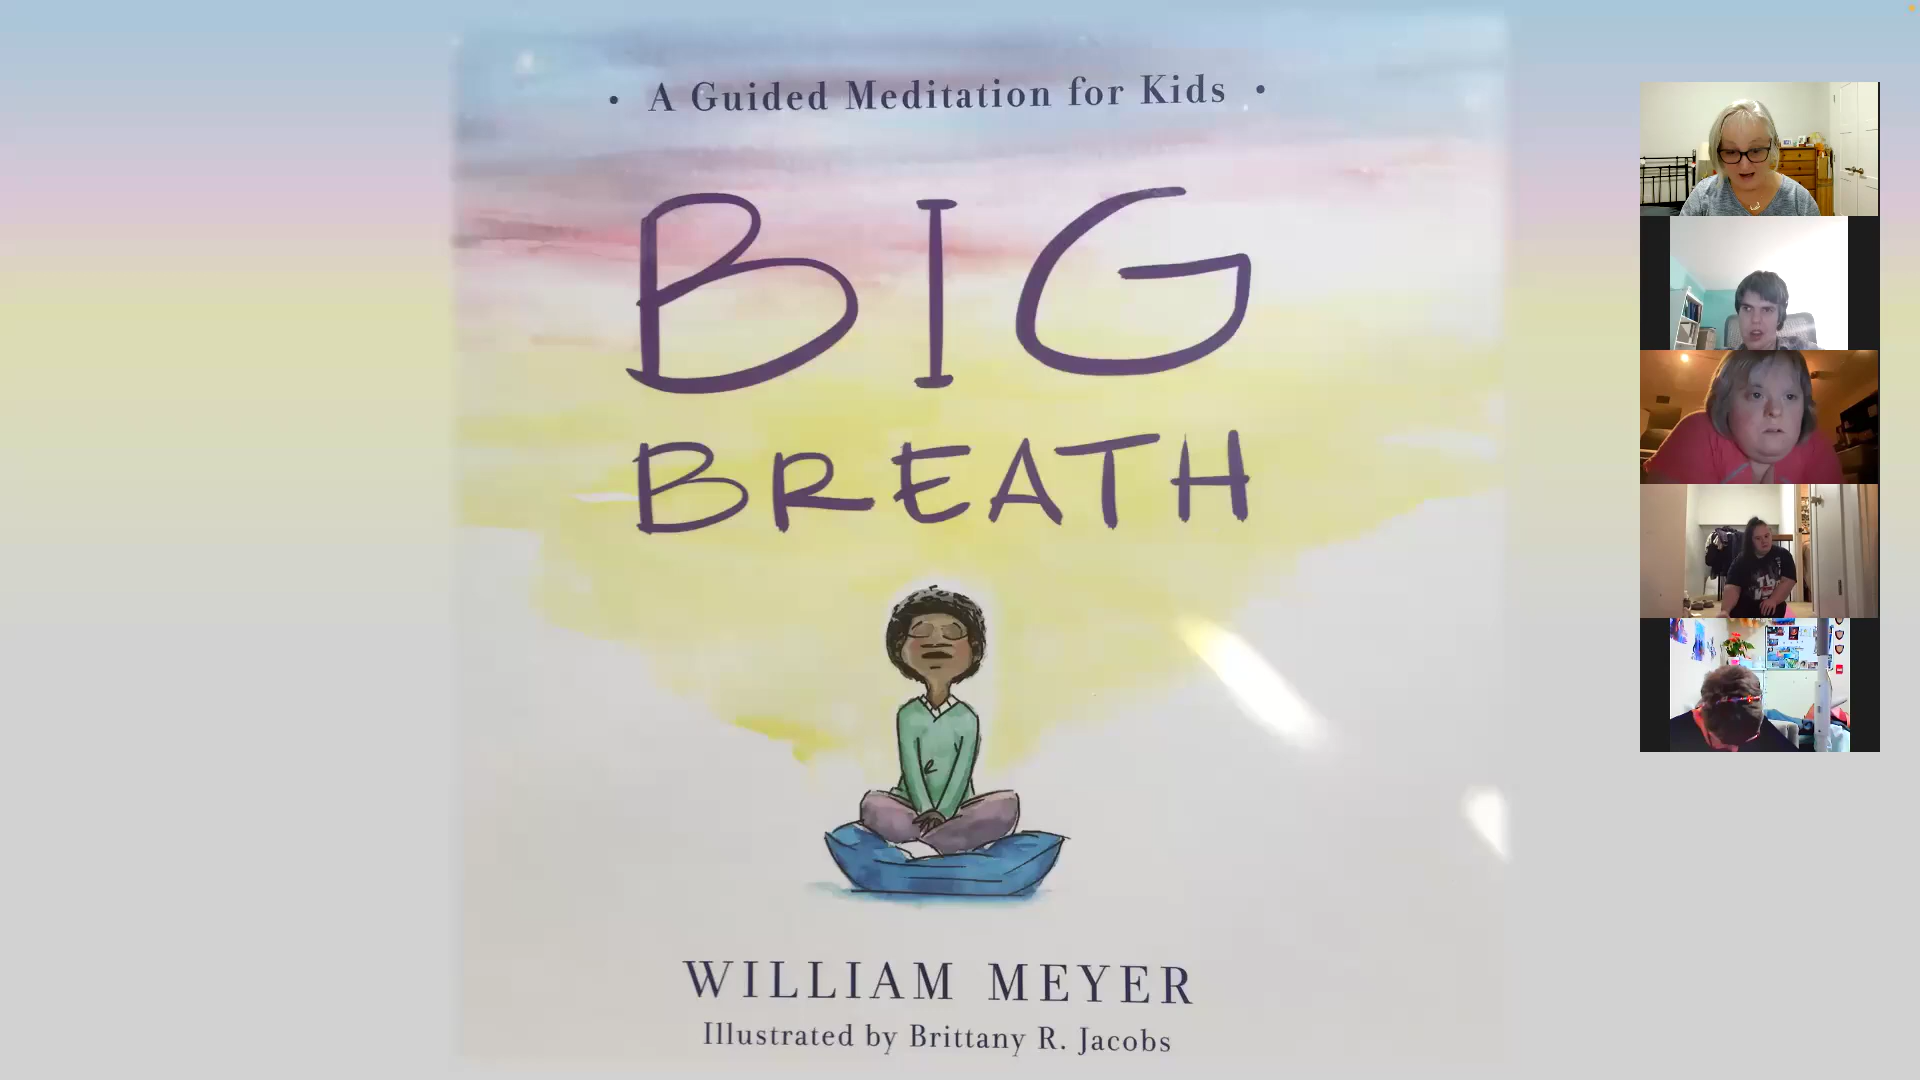 • A Guided Meditation for Kids •
BIG
BREATH
WILLIAM MEYER
Illustrated by Brittany R. Jacobs